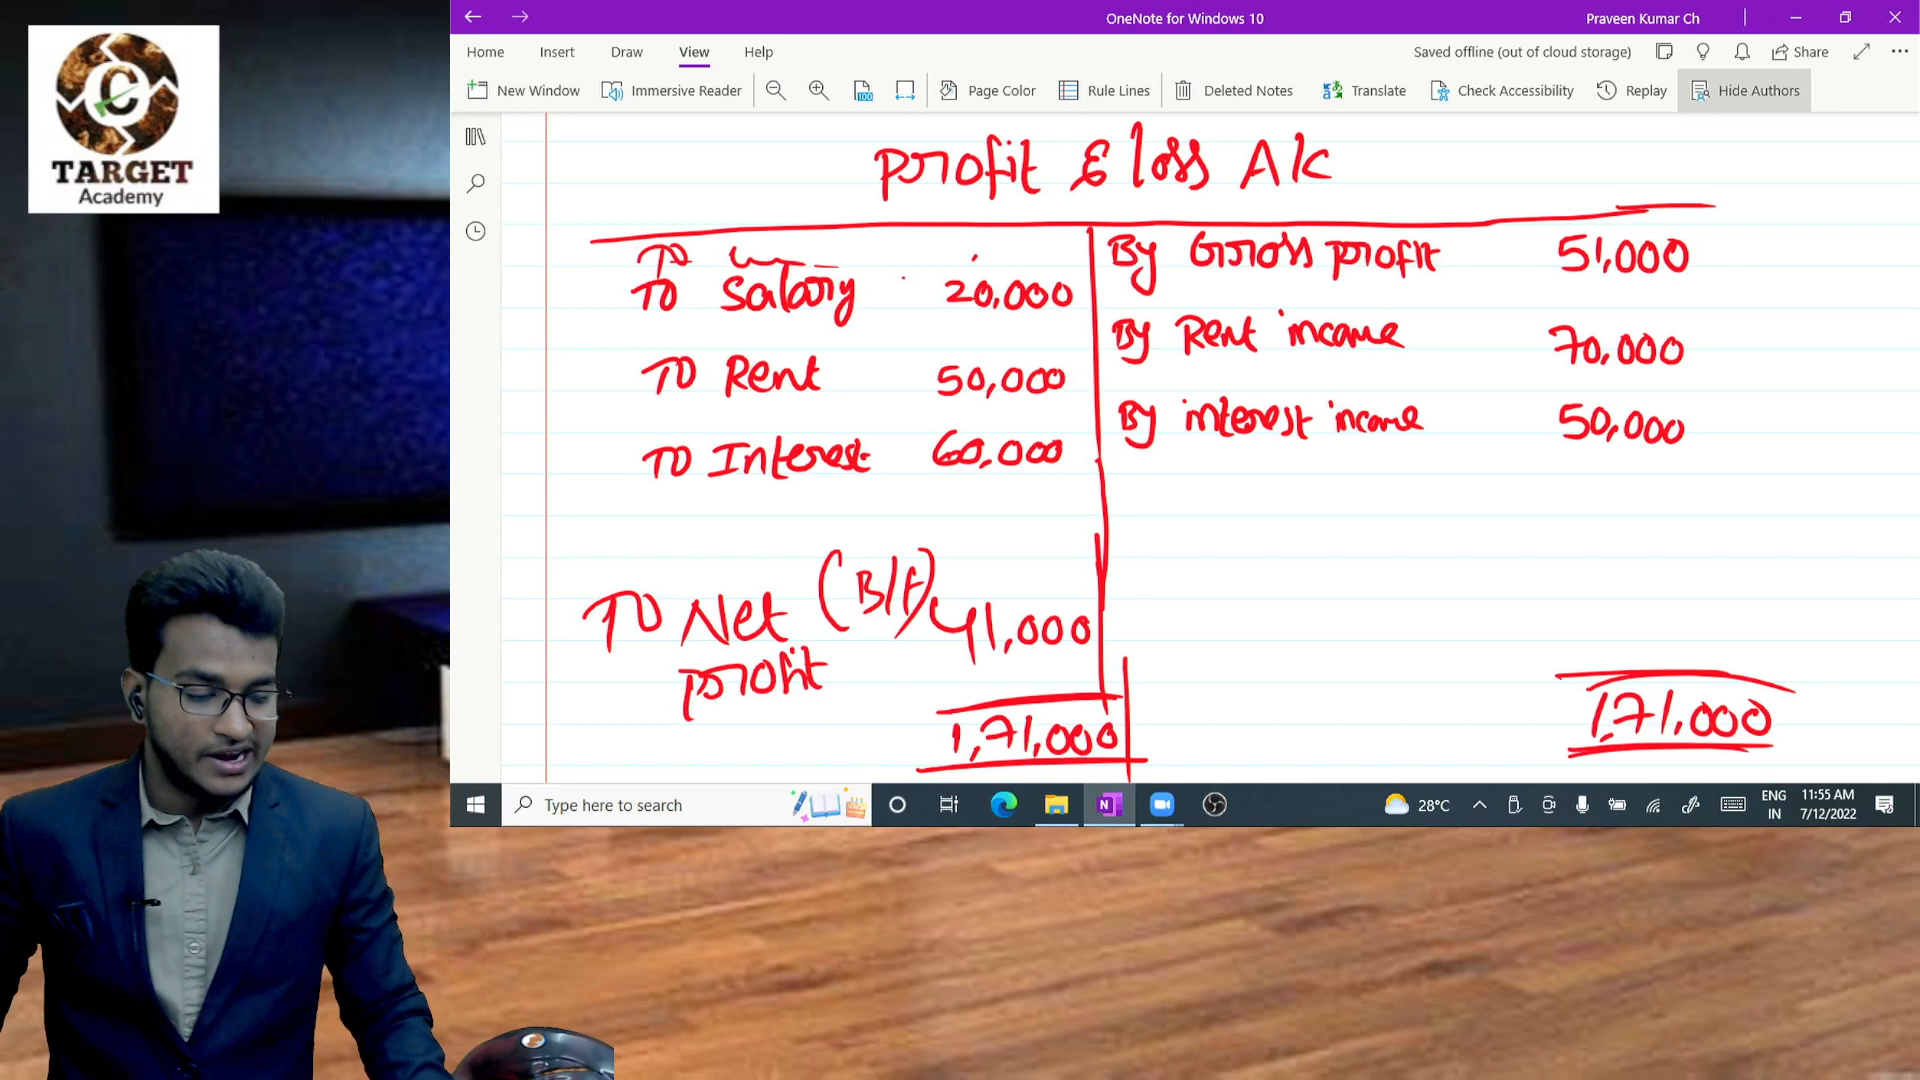 C
TARGET
Academy
OneNote for Windows 10
Praveen Kumar Ch
Home Insert Draw View Help
Saved offline (out of cloud storage)
Share
New Window Immersive Reader 100 Page Color Rule Lines Deleted Notes Translate Check Accessibility Replay Hide Authors
Profit & loss A/c
To
To Salary 20,000
To Rent 50,000
To Interest 60,000
To Net (B/F) 41,000
profit
1,71,000
By Gross profit 51,000
By Rent income 70,000
By interest income 50,000
1,71,000
Type here to search
N
28°C
ENG
IN
11:55 AM
7/12/2022